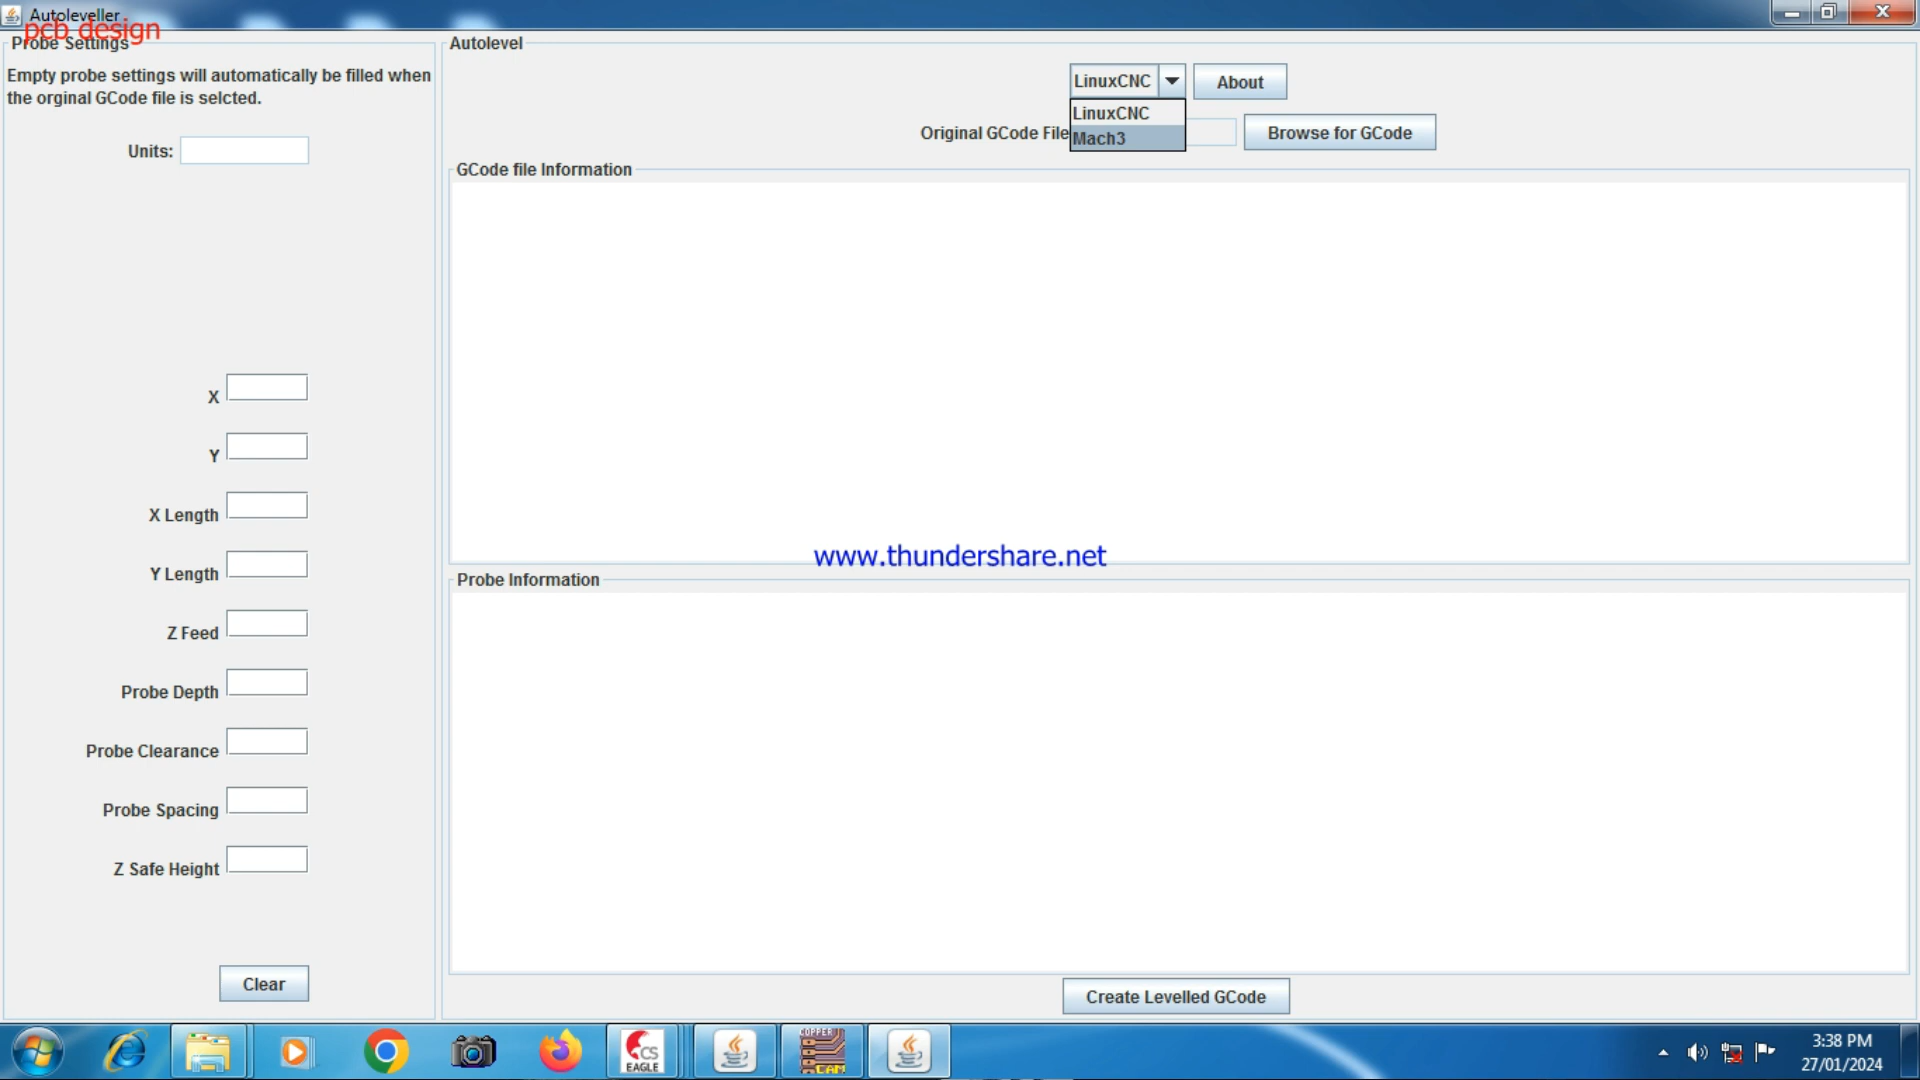 Autoleveller
pcb design
Probe Settings
Empty probe settings will automatically be filled when
the orginal GCode file is selcted.
Units:
X
Y
X Length
Y Length
Z Feed
Probe Depth
Probe Clearance
Probe Spacing
Z Safe Height
Clear
Autolevel
LinuxCNC
About
LinuxCNC
Mach3
Original GCode File
Browse for GCode
GCode file Information
www.thundershare.net
Probe Information
Create Levelled GCode
CS
EAGLE
COPPER
CAM
3:38 PM
27/01/2024